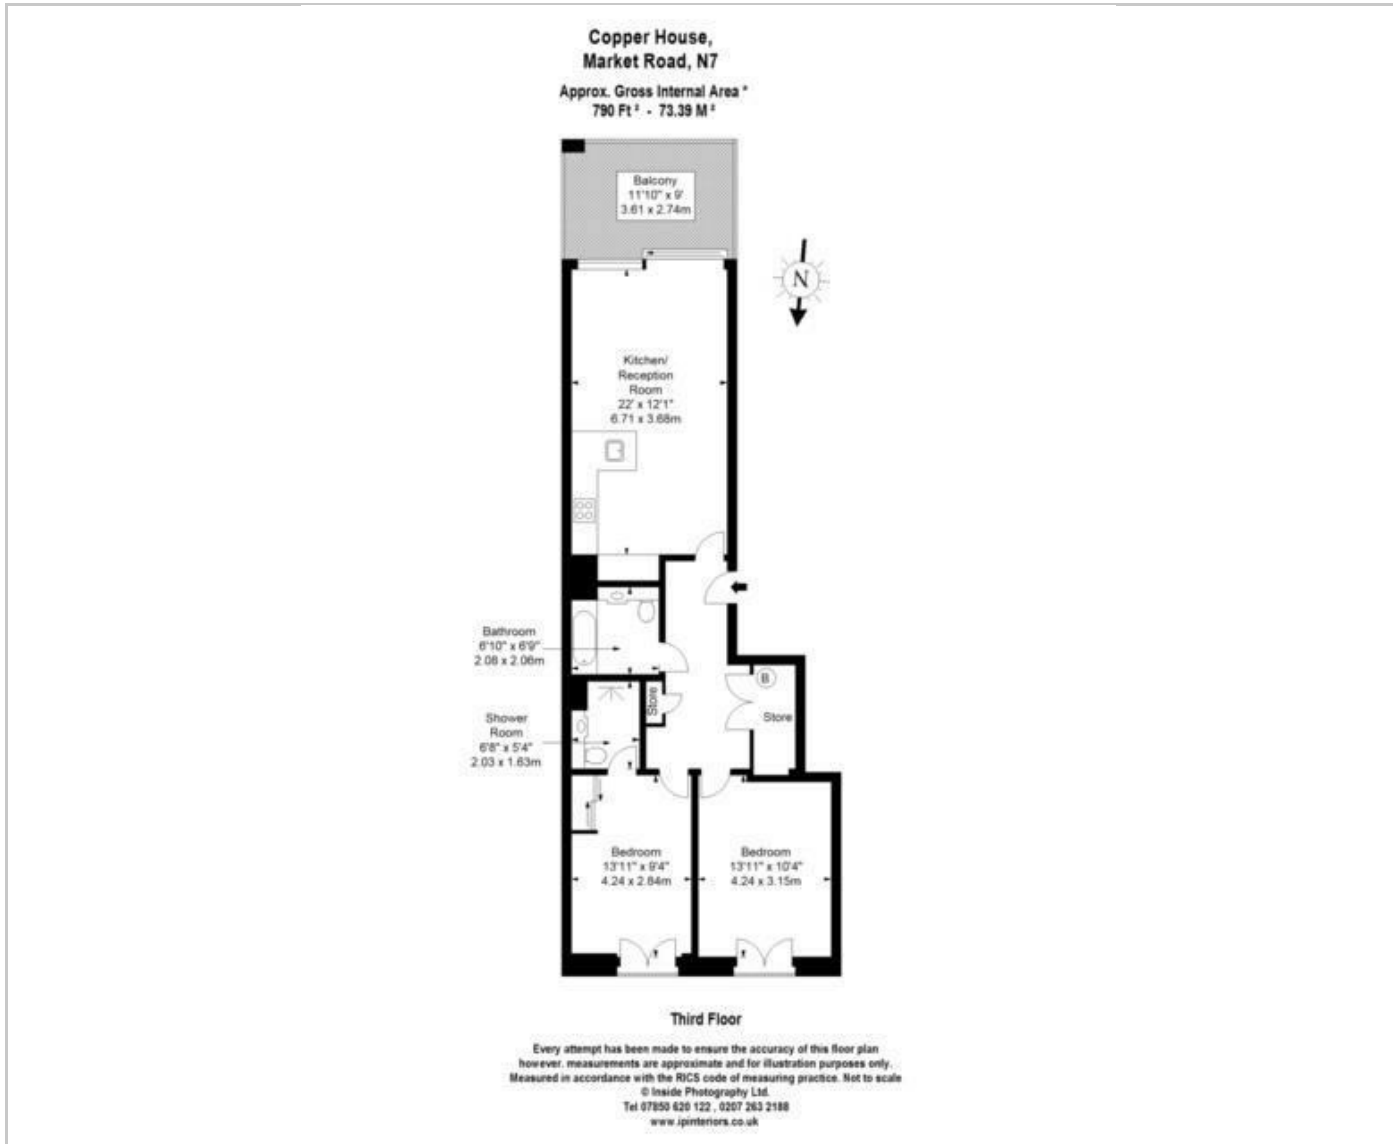 Copper House,
Market Road, N7
Approx. Gross Internal Area *
790 Ft ² - 73.39 M ²
Balcony
11'10" x 9'
3.61 x 2.74m
N
Kitchen/
Reception
Room
22' x 12'1"
6.71 x 3.68m
Bathroom
6'10" x 6'9"
2.08 x 2.06m
Store
B
Store
Shower
Room
6'8" x 5'4"
2.03 x 1.63m
Bedroom
13'11" x 9'4"
4.24 x 2.84m
Bedroom
13'11" x 10'4"
4.24 x 3.15m
Third Floor
Every attempt has been made to ensure the accuracy of this floor plan
however, measurements are approximate and for illustration purposes only.
Measured in accordance with the RICS code of measuring practice. Not to scale
© Inside Photography Ltd.
Tel 07850 620 122 , 0207 263 2188
www.ipinteriors.co.uk